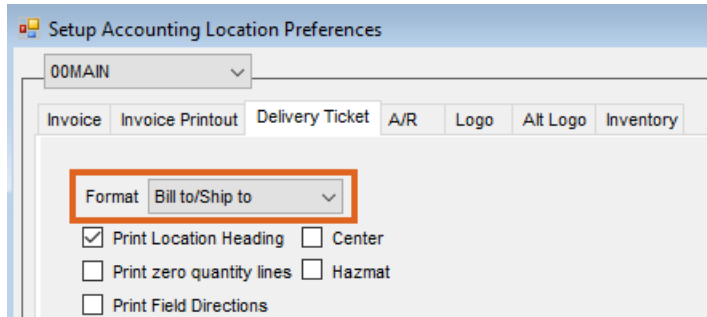 Setup Accounting Location Preferences
00MAIN
Invoice Invoice Printout Delivery Ticket A/R Logo Alt Logo Inventory
Format Bill to/Ship to
Print Location Heading Center
Print zero quantity lines Hazmat
Print Field Directions